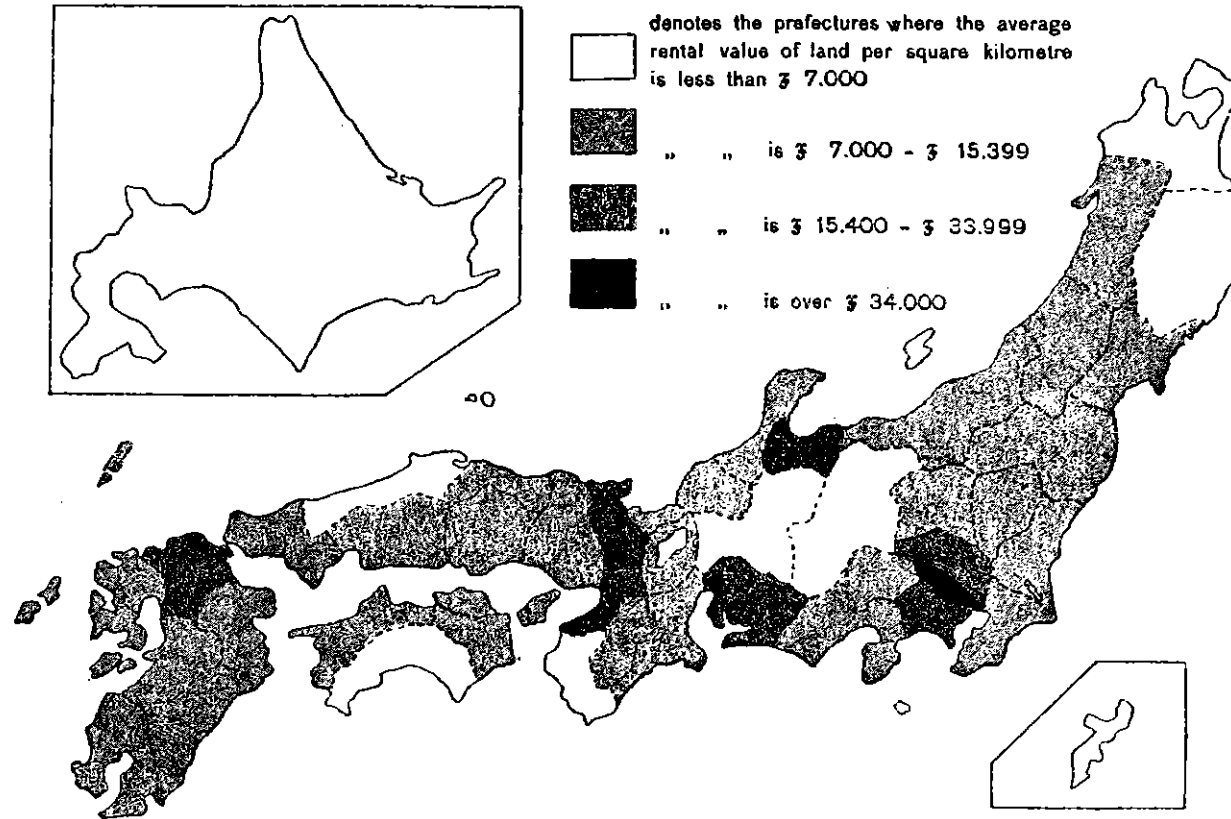 denotes the prefectures where the average
rental value of land per square kilometre
is less than ₮ 7.000
„ „ is ₮ 7.000 - ₮ 15.399
„ „ is ₮ 15.400 - ₮ 33.999
„ „ is over ₮ 34.000